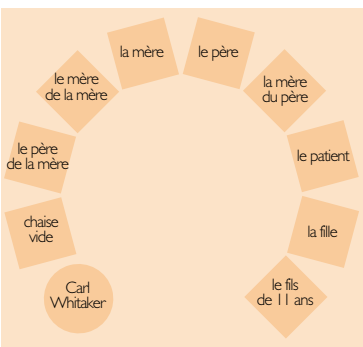 la mère
le père
le mère
de la mère
la mère
du père
le père
de la mère
le patient
chaise
vide
la fille
Carl
Whitaker
le fils
de 11 ans